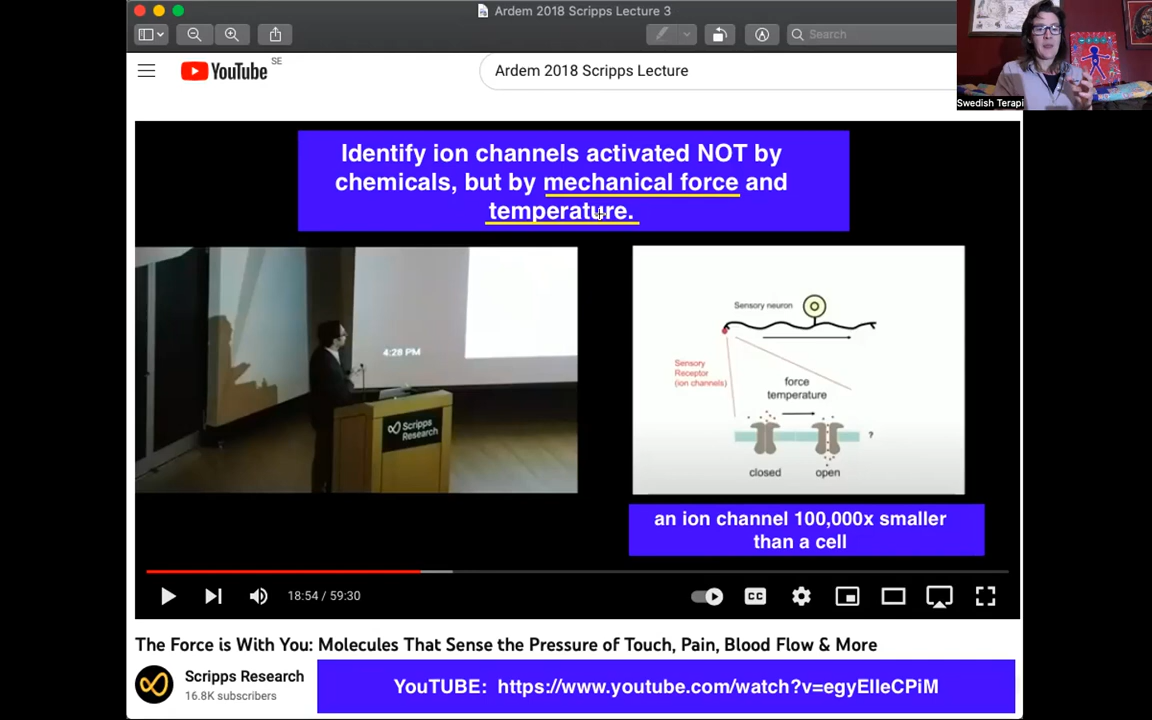 Ardem 2018 Scripps Lecture 3
Search
YouTube SE
Ardem 2018 Scripps Lecture
Swedish Terapi
Identify ion channels activated NOT by
chemicals, but by mechanical force and
temperature.
4:28 PM
Scripps
Research
Sensory neuron
Sensory
Receptor
(ion channels)
force
temperature
?
closed open
an ion channel 100,000x smaller
than a cell
18:54 / 59:30
CC
The Force is With You: Molecules That Sense the Pressure of Touch, Pain, Blood Flow & More
Scripps Research
16.8K subscribers
YouTUBE: https://www.youtube.com/watch?v=egyElleCPiM